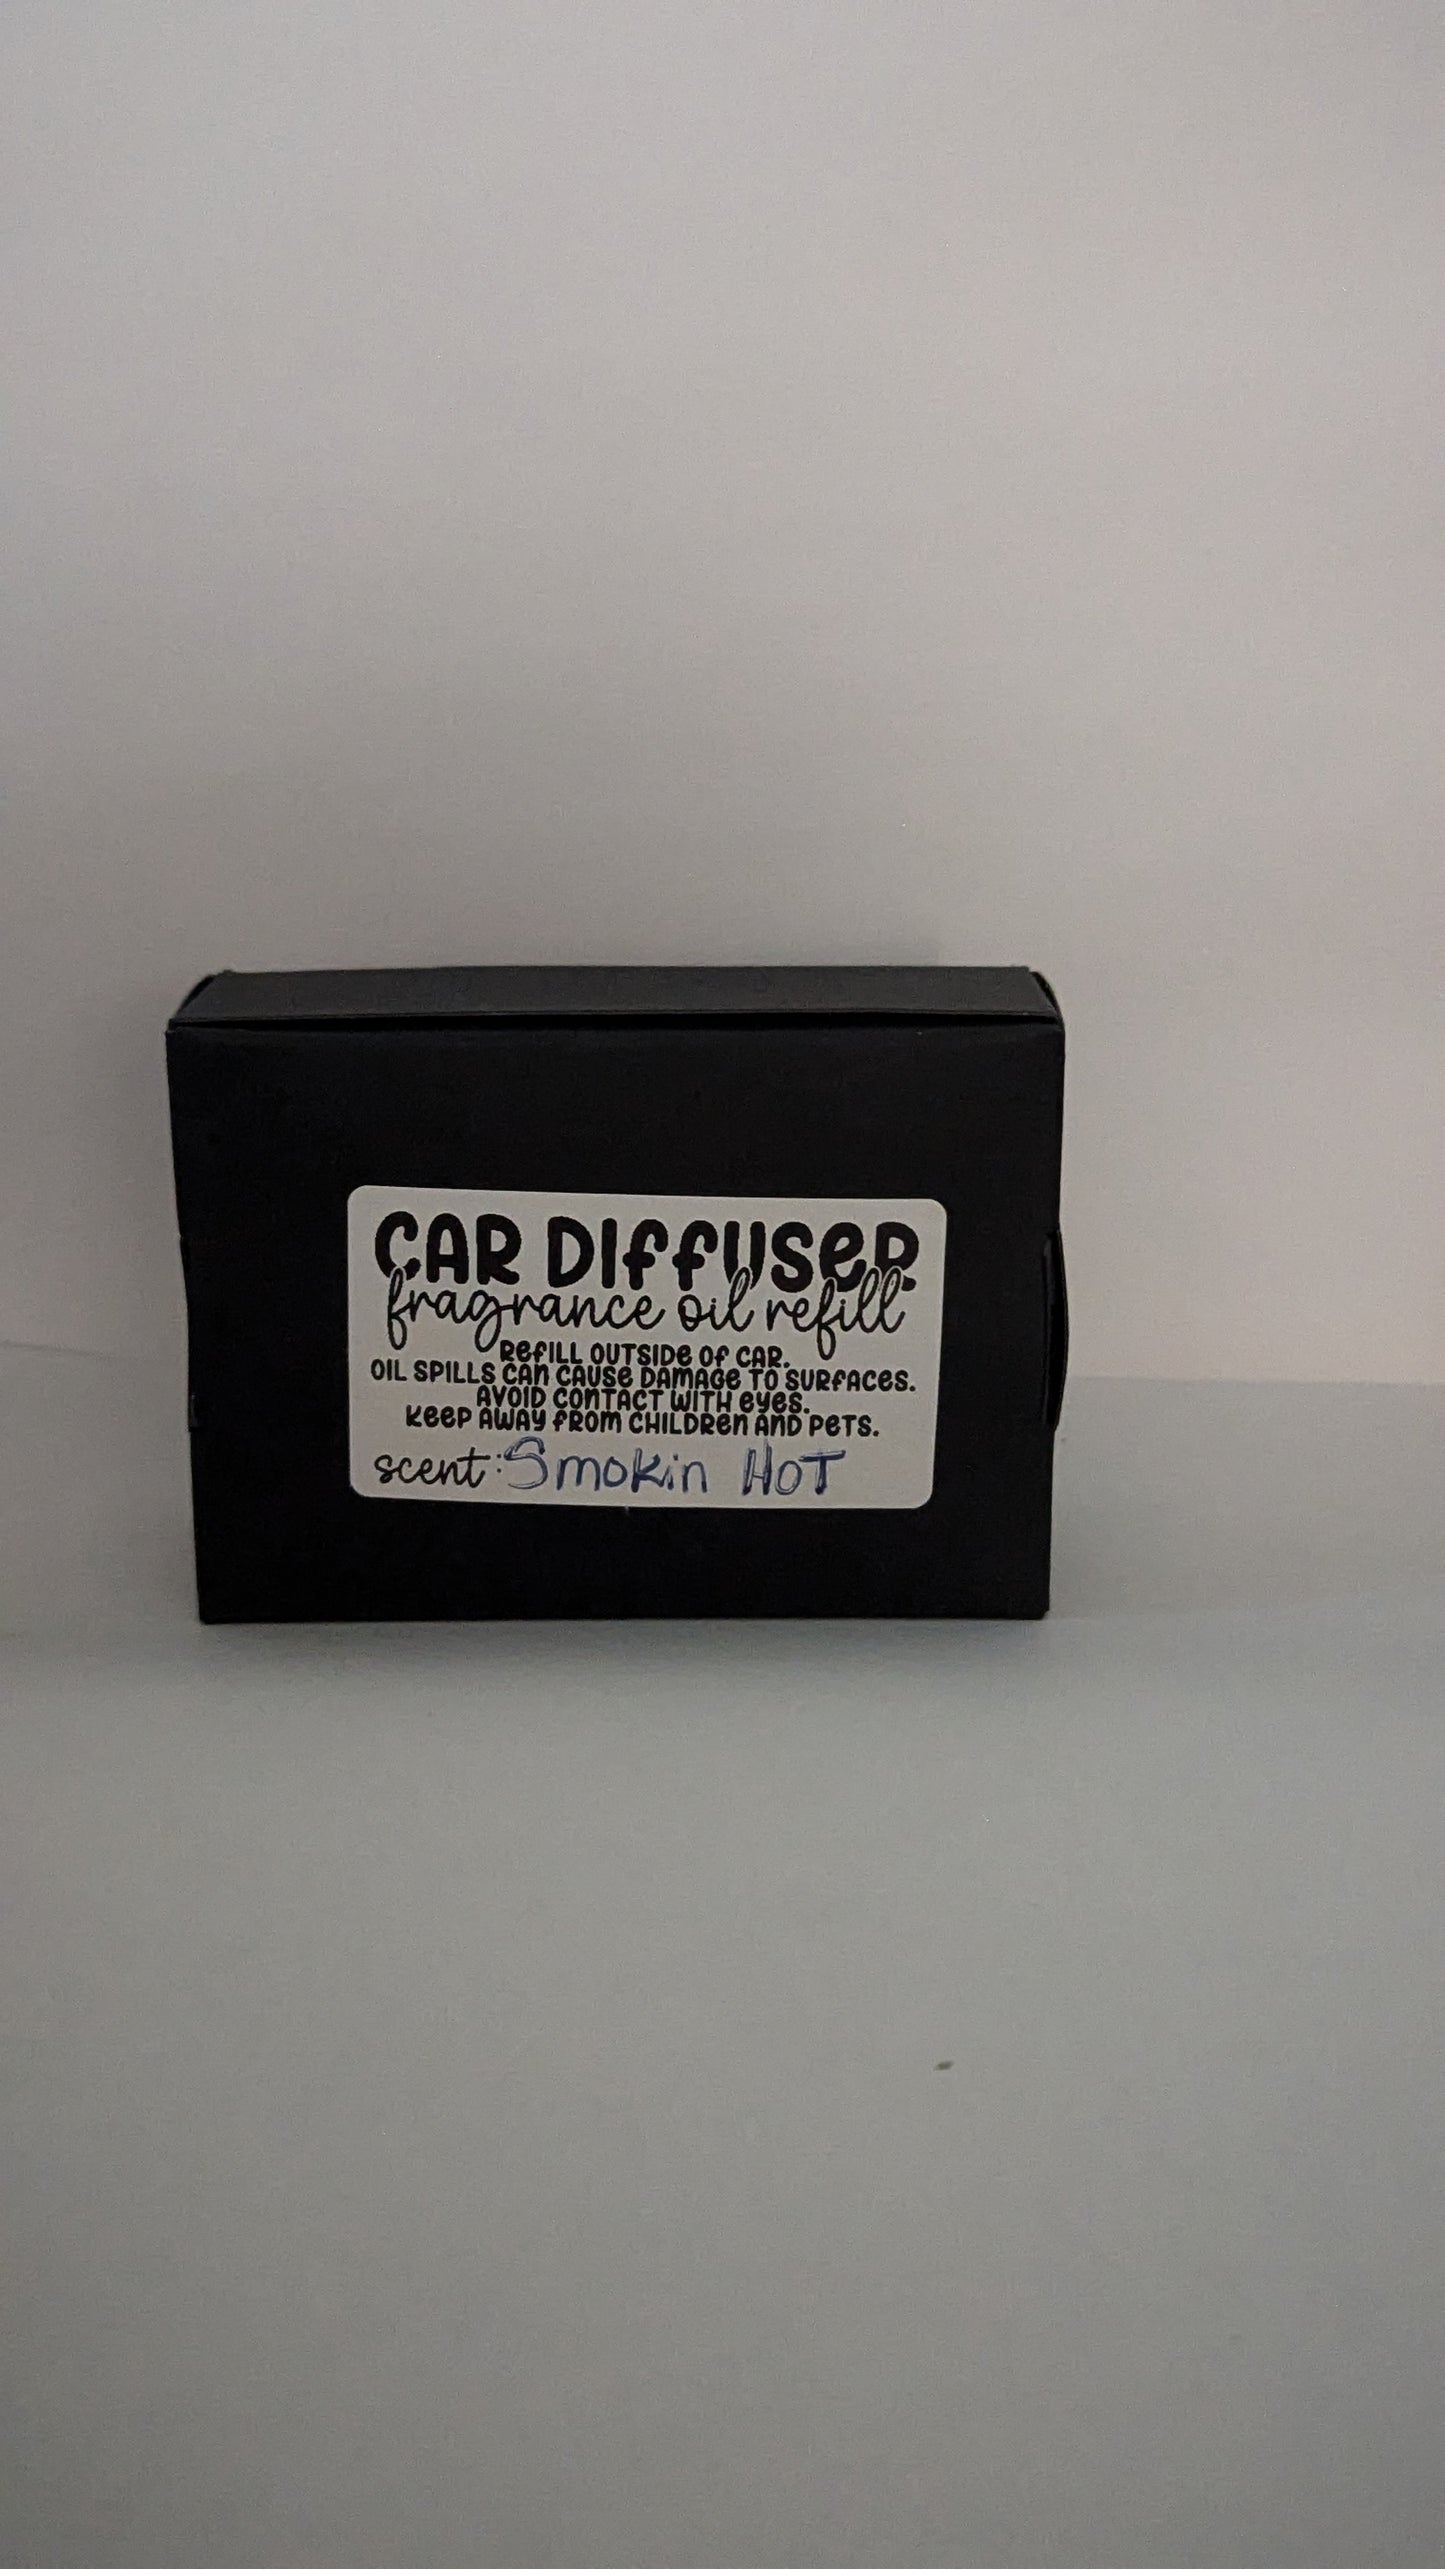 CAR DIFFUSER
fragrance oil refill
REFILL OUTSIDE OF CAR.
OIL SPILLS CAN CAUSE DAMAGE TO SURFACES.
AVOID CONTACT WITH EYES.
KEEP AWAY FROM CHILDREN AND PETS.
scent: Smokin HOT